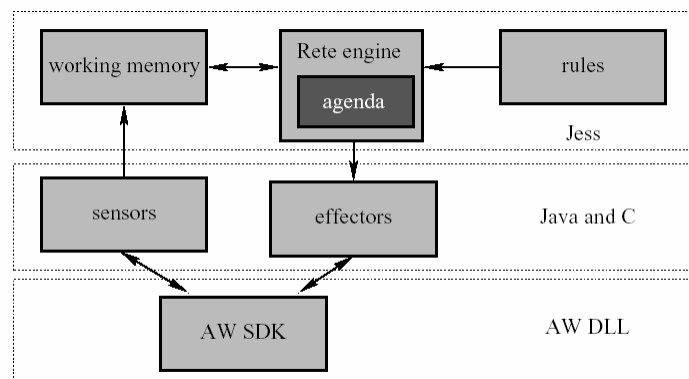 working memory
Rete engine
agenda
rules
Jess
sensors
effectors
Java and C
AW SDK
AW DLL